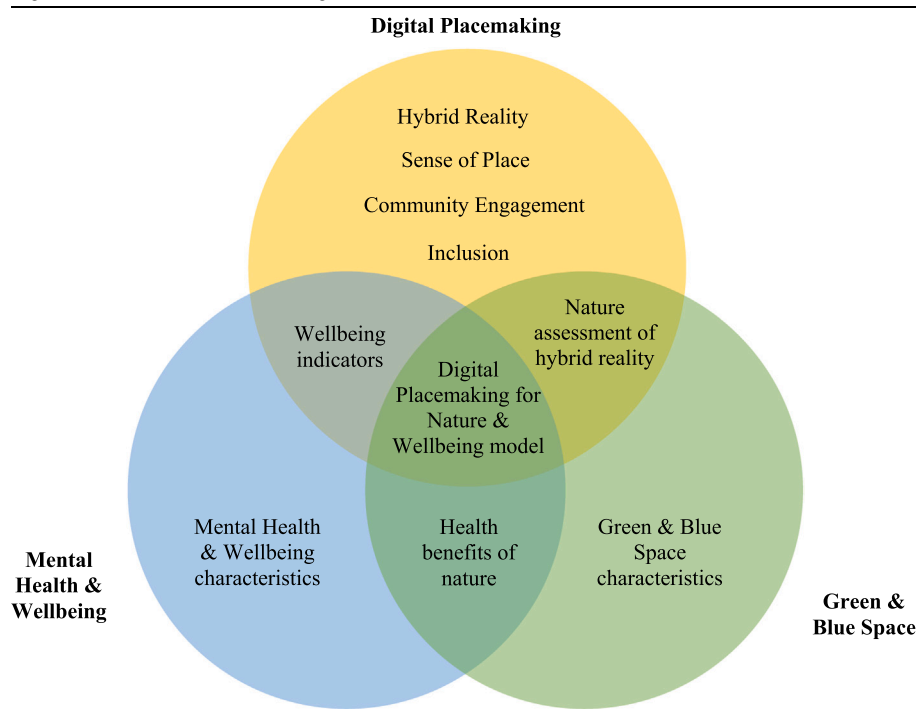 Digital Placemaking
Hybrid Reality
Sense of Place
Community Engagement
Inclusion
Wellbeing
indicators
Nature
assessment of
hybrid reality
Digital
Placemaking for
Nature &
Wellbeing model
Mental Health
& Wellbeing
characteristics
Health
benefits of
nature
Green & Blue
Space
characteristics
Mental
Health &
Wellbeing
Green &
Blue Space